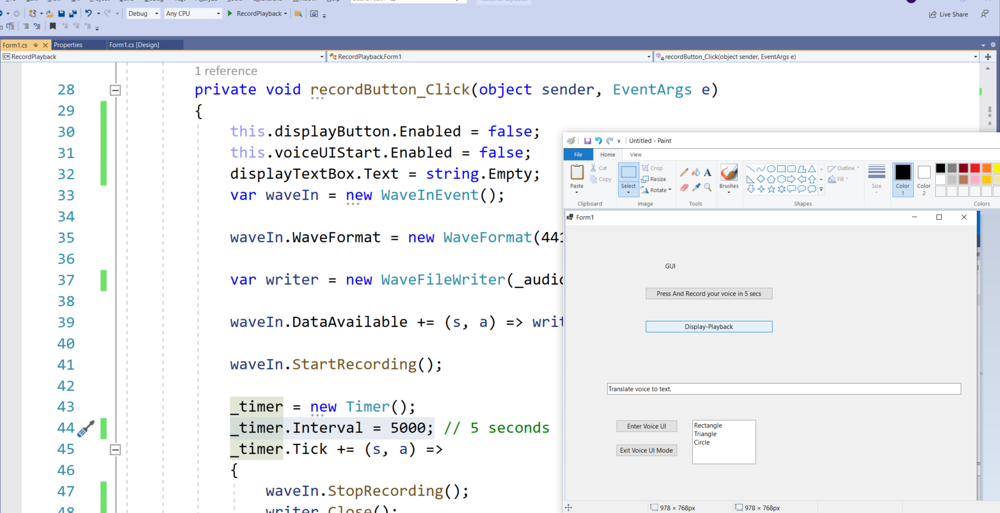 Debug
Any CPU
RecordPlayback
Live Share
Form1.cs
Properties
Form1.cs [Design]
C# RecordPlayback
RecordPlayback.Form1
recordButton_Click(object sender, EventArgs e)
1 reference
28 private void recordButton_Click(object sender, EventArgs e)
29 {
30 this.displayButton.Enabled = false;
31 this.voiceUIStart.Enabled = false;
32 displayTextBox.Text = string.Empty;
33 var waveIn = new WaveInEvent();
34
35 waveIn.WaveFormat = new WaveFormat(441
36
37 var writer = new WaveFileWriter(_audio
38
39 waveIn.DataAvailable += (s, a) => writ
40
41 waveIn.StartRecording();
42
43 _timer = new Timer();
44 _timer.Interval = 5000; // 5 seconds
45 _timer.Tick += (s, a) =>
46 {
47 waveIn.StopRecording();
48 writer.Close();
Untitled - Paint
File Home View
Paste
Cut
Copy
Clipboard
Select
Crop
Resize
Rotate
Image
A
Tools
Brushes
Outline
Fill
Shapes
Size
Color
1
Color
2
Colors
Form1
GUI
Press And Record your voice in 5 secs
Display-Playback
Translate voice to text.
Enter Voice UI
Exit Voice UI Mode
Rectangle
Triangle
Circle
978 × 768px
978 × 768px